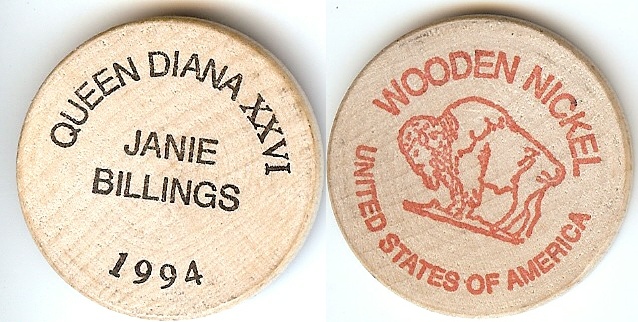 QUEEN DIANA XXVI
JANIE
BILLINGS
1994
WOODEN NICKEL
UNITED STATES OF AMERICA